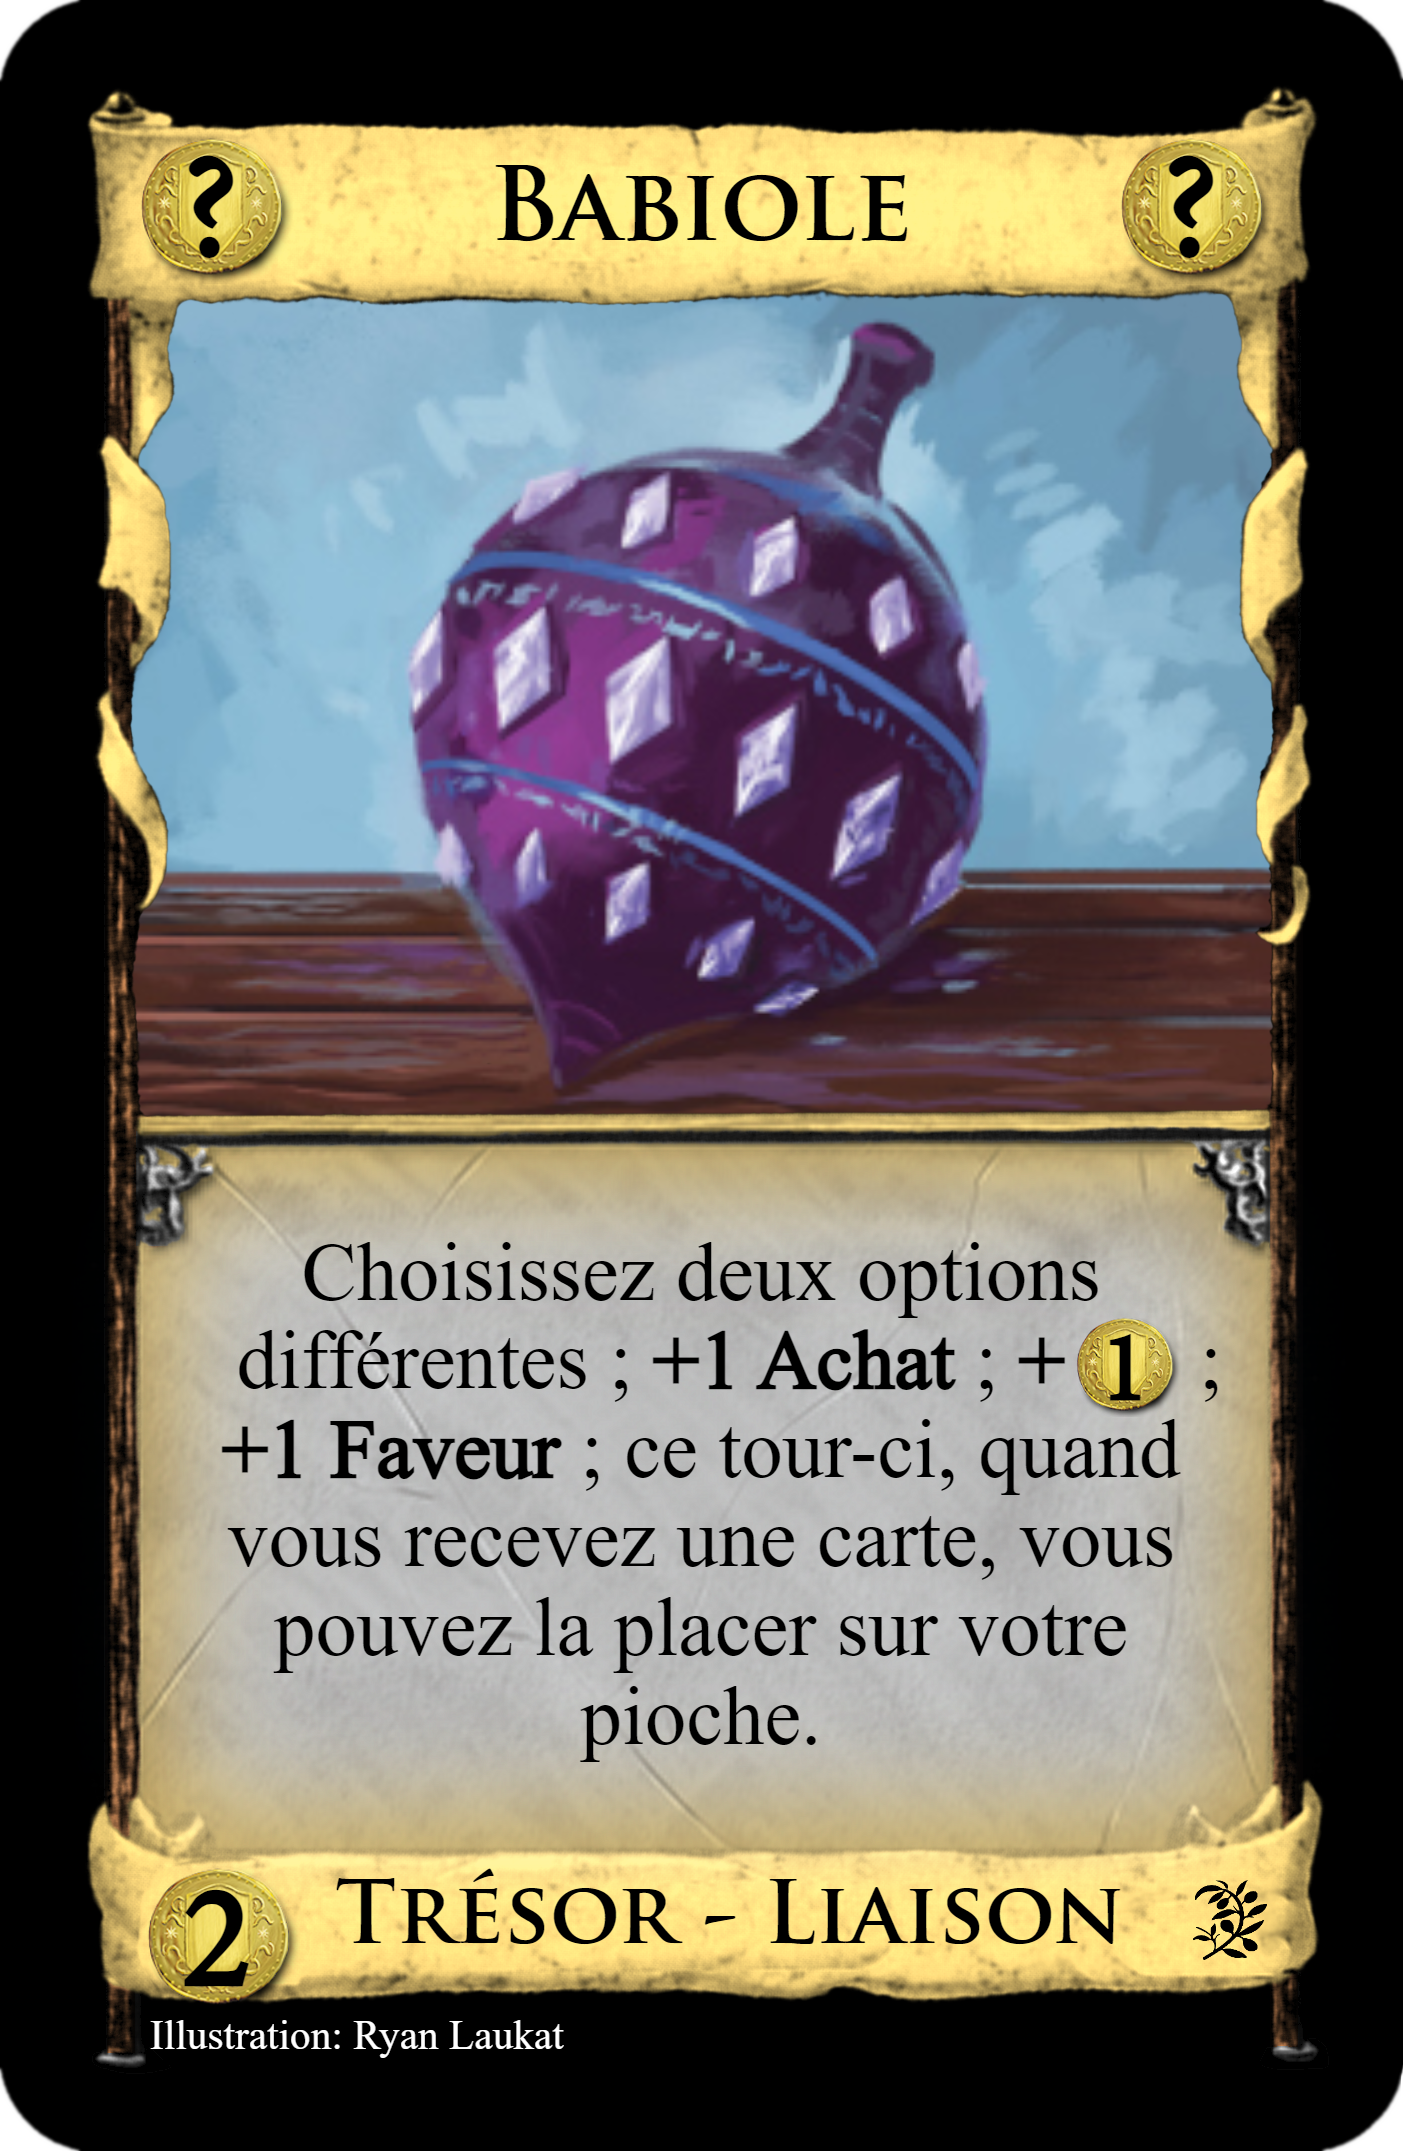 ? Babiole ?
Choisissez deux options
différentes ; +1 Achat ; + 1 ;
+1 Faveur ; ce tour-ci, quand
vous recevez une carte, vous
pouvez la placer sur votre
pioche.
2 Trésor - Liaison
Illustration: Ryan Laukat